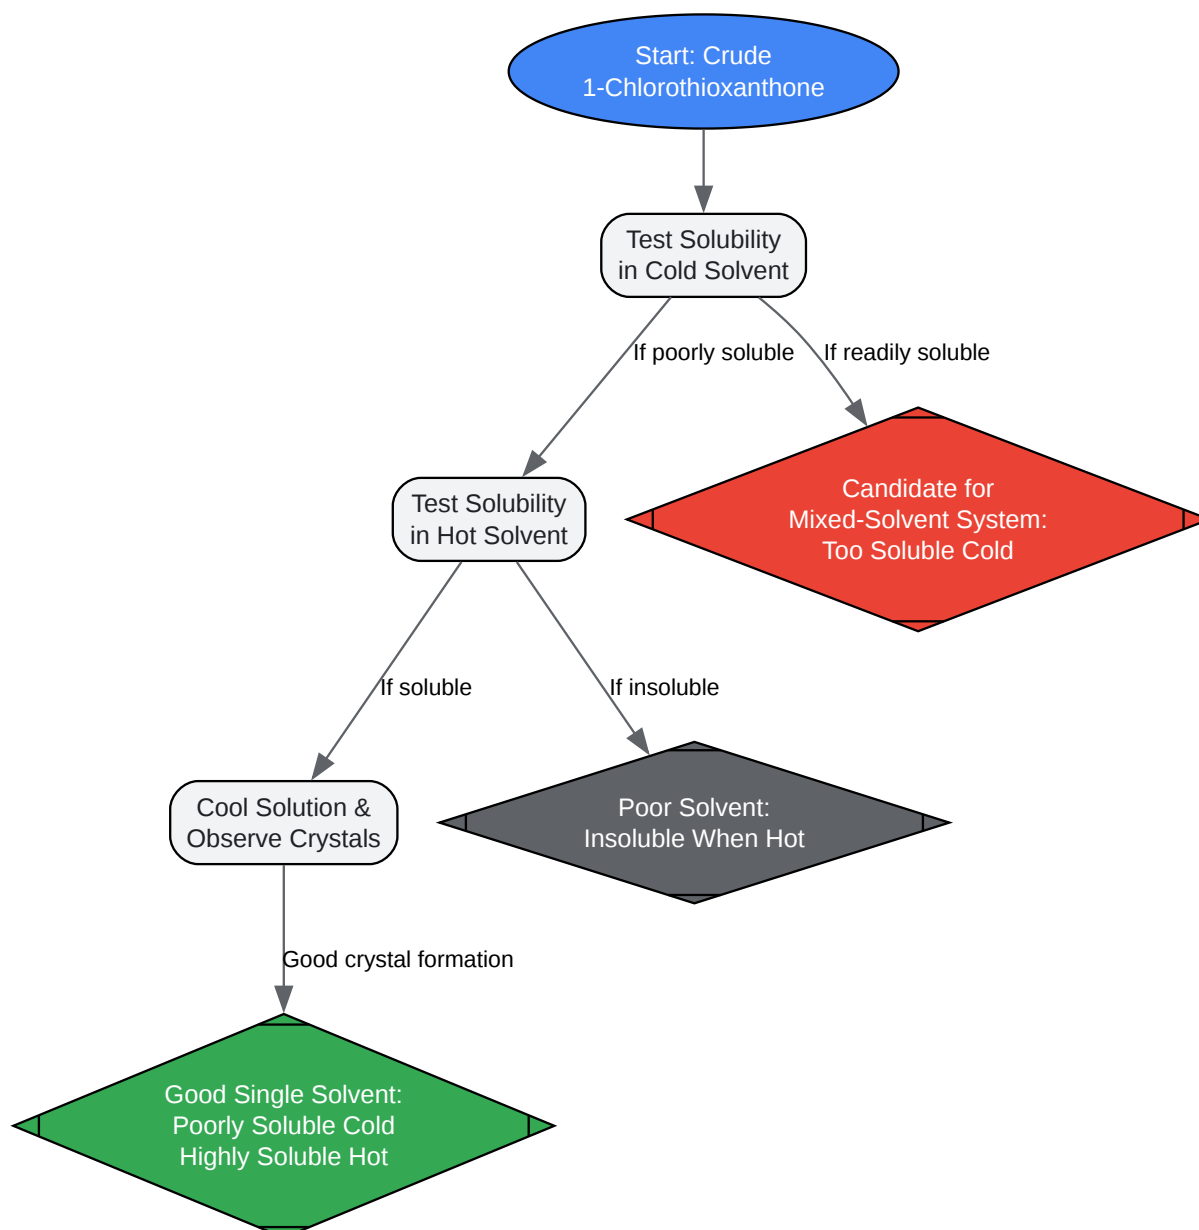 Start: Crude
1-Chlorothioxanthone
Test Solubility
in Cold Solvent
If poorly soluble
If readily soluble
Test Solubility
in Hot Solvent
Candidate for
Mixed-Solvent System:
Too Soluble Cold
If soluble
If insoluble
Cool Solution &
Observe Crystals
Poor Solvent:
Insoluble When Hot
Good crystal formation
Good Single Solvent:
Poorly Soluble Cold
Highly Soluble Hot